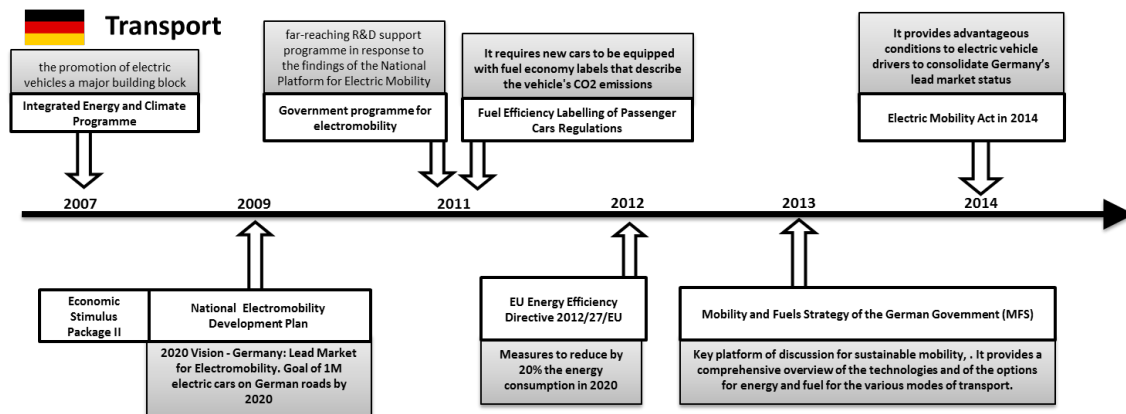 Transport
the promotion of electric
vehicles a major building block
Integrated Energy and Climate
Programme
far-reaching R&D support
programme in response to
the findings of the National
Platform for Electric Mobility
Government programme for
electromobility
It requires new cars to be equipped
with fuel economy labels that describe
the vehicle's CO2 emissions
Fuel Efficiency Labelling of Passenger
Cars Regulations
It provides advantageous
conditions to electric vehicle
drivers to consolidate Germany's
lead market status
Electric Mobility Act in 2014
2007
2009
2011
2012
2013
2014
Economic
Stimulus
Package II
National Electromobility
Development Plan
2020 Vision - Germany: Lead Market
for Electromobility. Goal of 1M
electric cars on German roads by
2020
EU Energy Efficiency
Directive 2012/27/EU
Measures to reduce by
20% the energy
consumption in 2020
Mobility and Fuels Strategy of the German Government (MFS)
Key platform of discussion for sustainable mobility, . It provides a
comprehensive overview of the technologies and of the options
for energy and fuel for the various modes of transport.